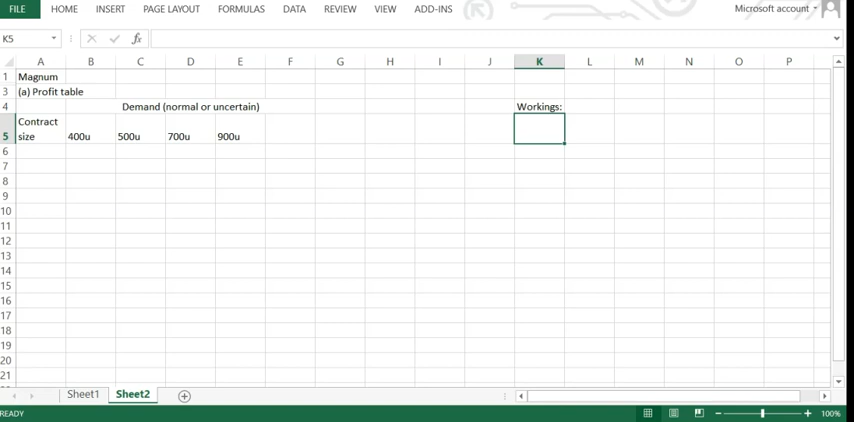 FILE HOME INSERT PAGE LAYOUT FORMULAS DATA REVIEW VIEW ADD-INS Microsoft account
K5 fx
A B C D E F G H I J K L M N O P
1 Magnum
3 (a) Profit table
4 Demand (normal or uncertain) Workings:
Contract
5 size 400u 500u 700u 900u
6
7
8
9
10
11
12
13
14
15
16
17
18
19
20
21
Sheet1 Sheet2
READY 100%